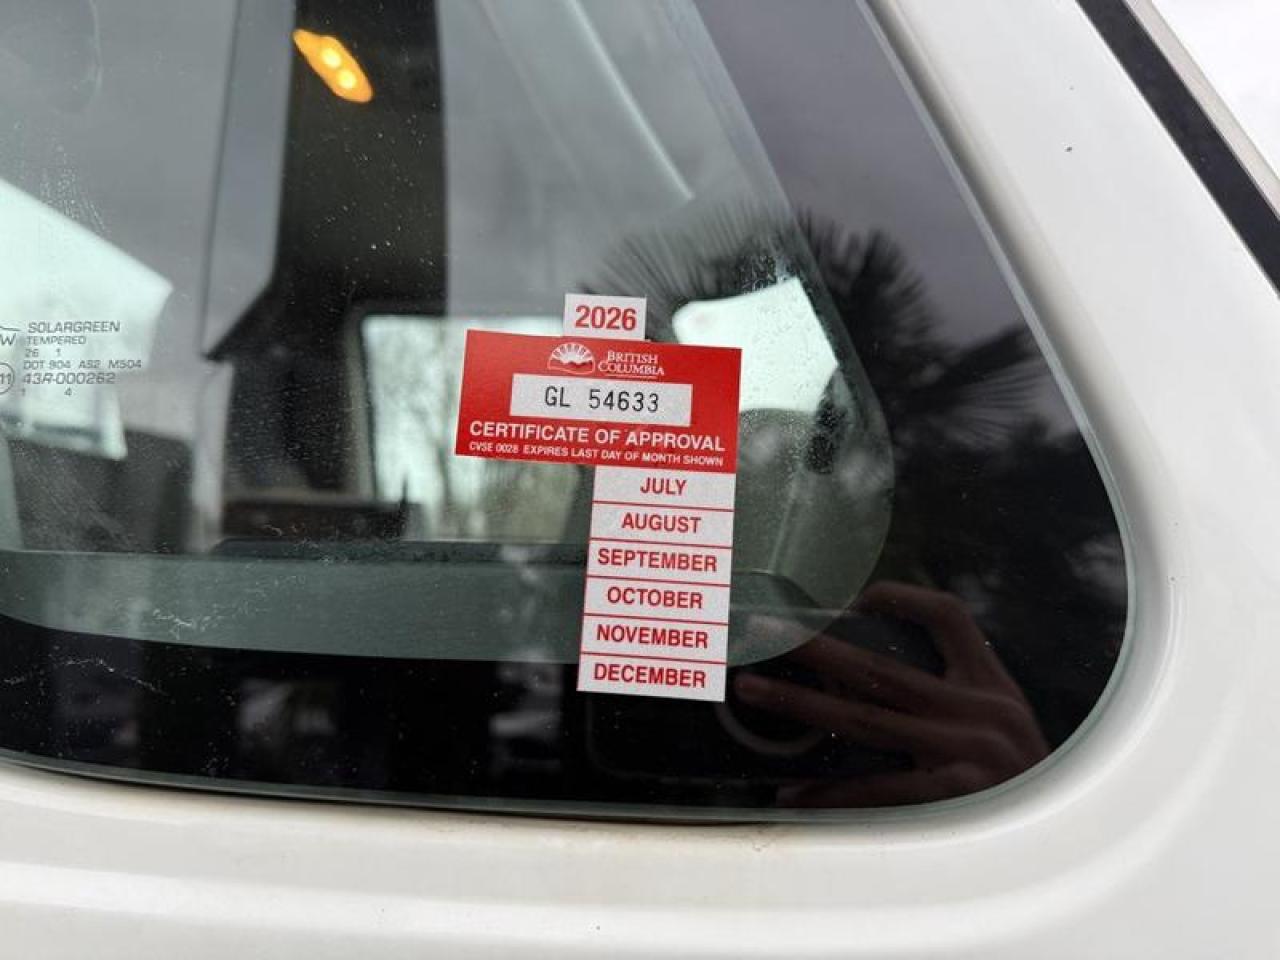 SOLARGREEN
TEMPERED
26 1
DOT 904 AS2 M504
43R-000262
1 4
2026
BRITISH
COLUMBIA
GL 54633
CERTIFICATE OF APPROVAL
CVSE 0028 EXPIRES LAST DAY OF MONTH SHOWN
JULY
AUGUST
SEPTEMBER
OCTOBER
NOVEMBER
DECEMBER